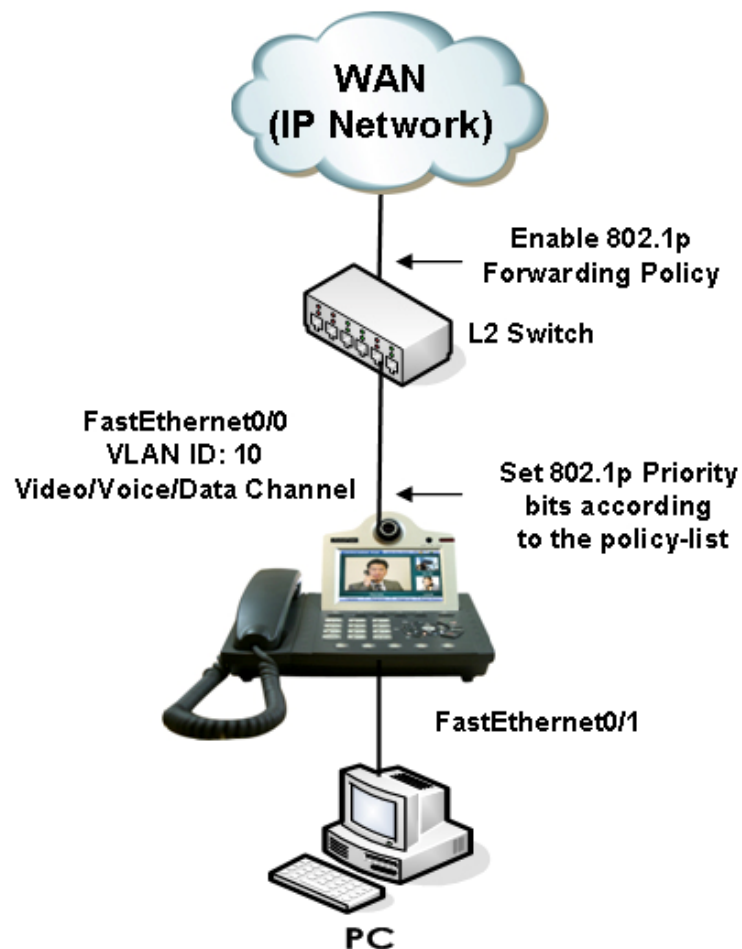 WAN
(IP Network)
Enable 802.1p
Forwarding Policy
L2 Switch
FastEthernet0/0
VLAN ID: 10
Video/Voice/Data Channel
Set 802.1p Priority
bits according
to the policy-list
FastEthernet0/1
PC